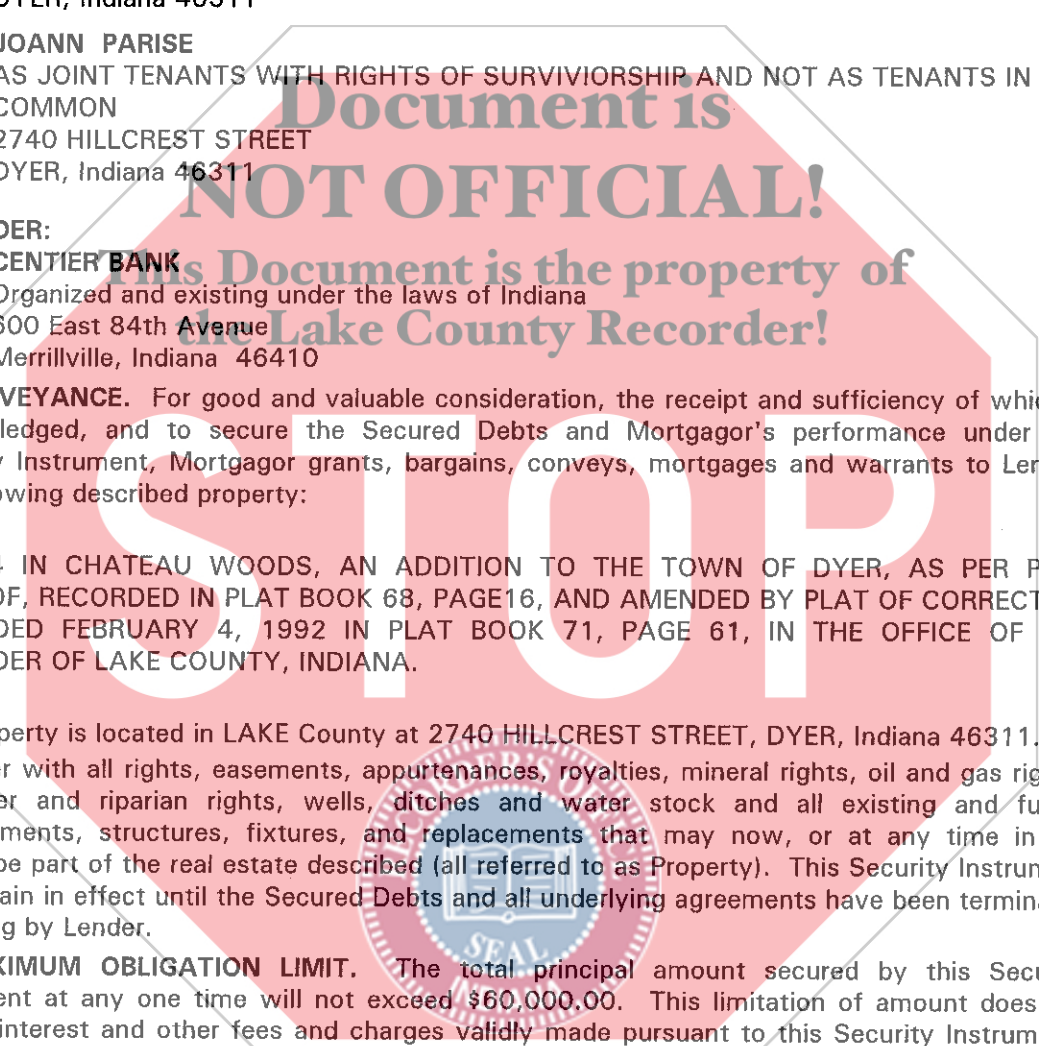 DYER, Indiana 46311
JOANN PARISE
AS JOINT TENANTS WITH RIGHTS OF SURVIVIORSHIP AND NOT AS TENANTS IN
COMMON
2740 HILLCREST STREET
DYER, Indiana 46311
Document is
NOT OFFICIAL!
This Document is the property of
the Lake County Recorder!
DER:
CENTIER BANK
Organized and existing under the laws of Indiana
600 East 84th Avenue
Merrillville, Indiana 46410
VEYANCE. For good and valuable consideration, the receipt and sufficiency of whi
ledged, and to secure the Secured Debts and Mortgagor's performance under
y Instrument, Mortgagor grants, bargains, conveys, mortgages and warrants to Ler
owing described property:
STOP
IN CHATEAU WOODS, AN ADDITION TO THE TOWN OF DYER, AS PER P
OF, RECORDED IN PLAT BOOK 68, PAGE16, AND AMENDED BY PLAT OF CORRECT
DED FEBRUARY 4, 1992 IN PLAT BOOK 71, PAGE 61, IN THE OFFICE OF
DER OF LAKE COUNTY, INDIANA.
perty is located in LAKE County at 2740 HILLCREST STREET, DYER, Indiana 46311.
r with all rights, easements, appurtenances, royalties, mineral rights, oil and gas rig
er and riparian rights, wells, ditches and water stock and all existing and fu
ments, structures, fixtures, and replacements that may now, or at any time in
be part of the real estate described (all referred to as Property). This Security Instrun
ain in effect until the Secured Debts and all underlying agreements have been termina
g by Lender.
RECORDER'S OFFICE
SEAL
INDIANA
XIMUM OBLIGATION LIMIT. The total principal amount secured by this Secu
ent at any one time will not exceed $60,000.00. This limitation of amount does
interest and other fees and charges validly made pursuant to this Security Instrum